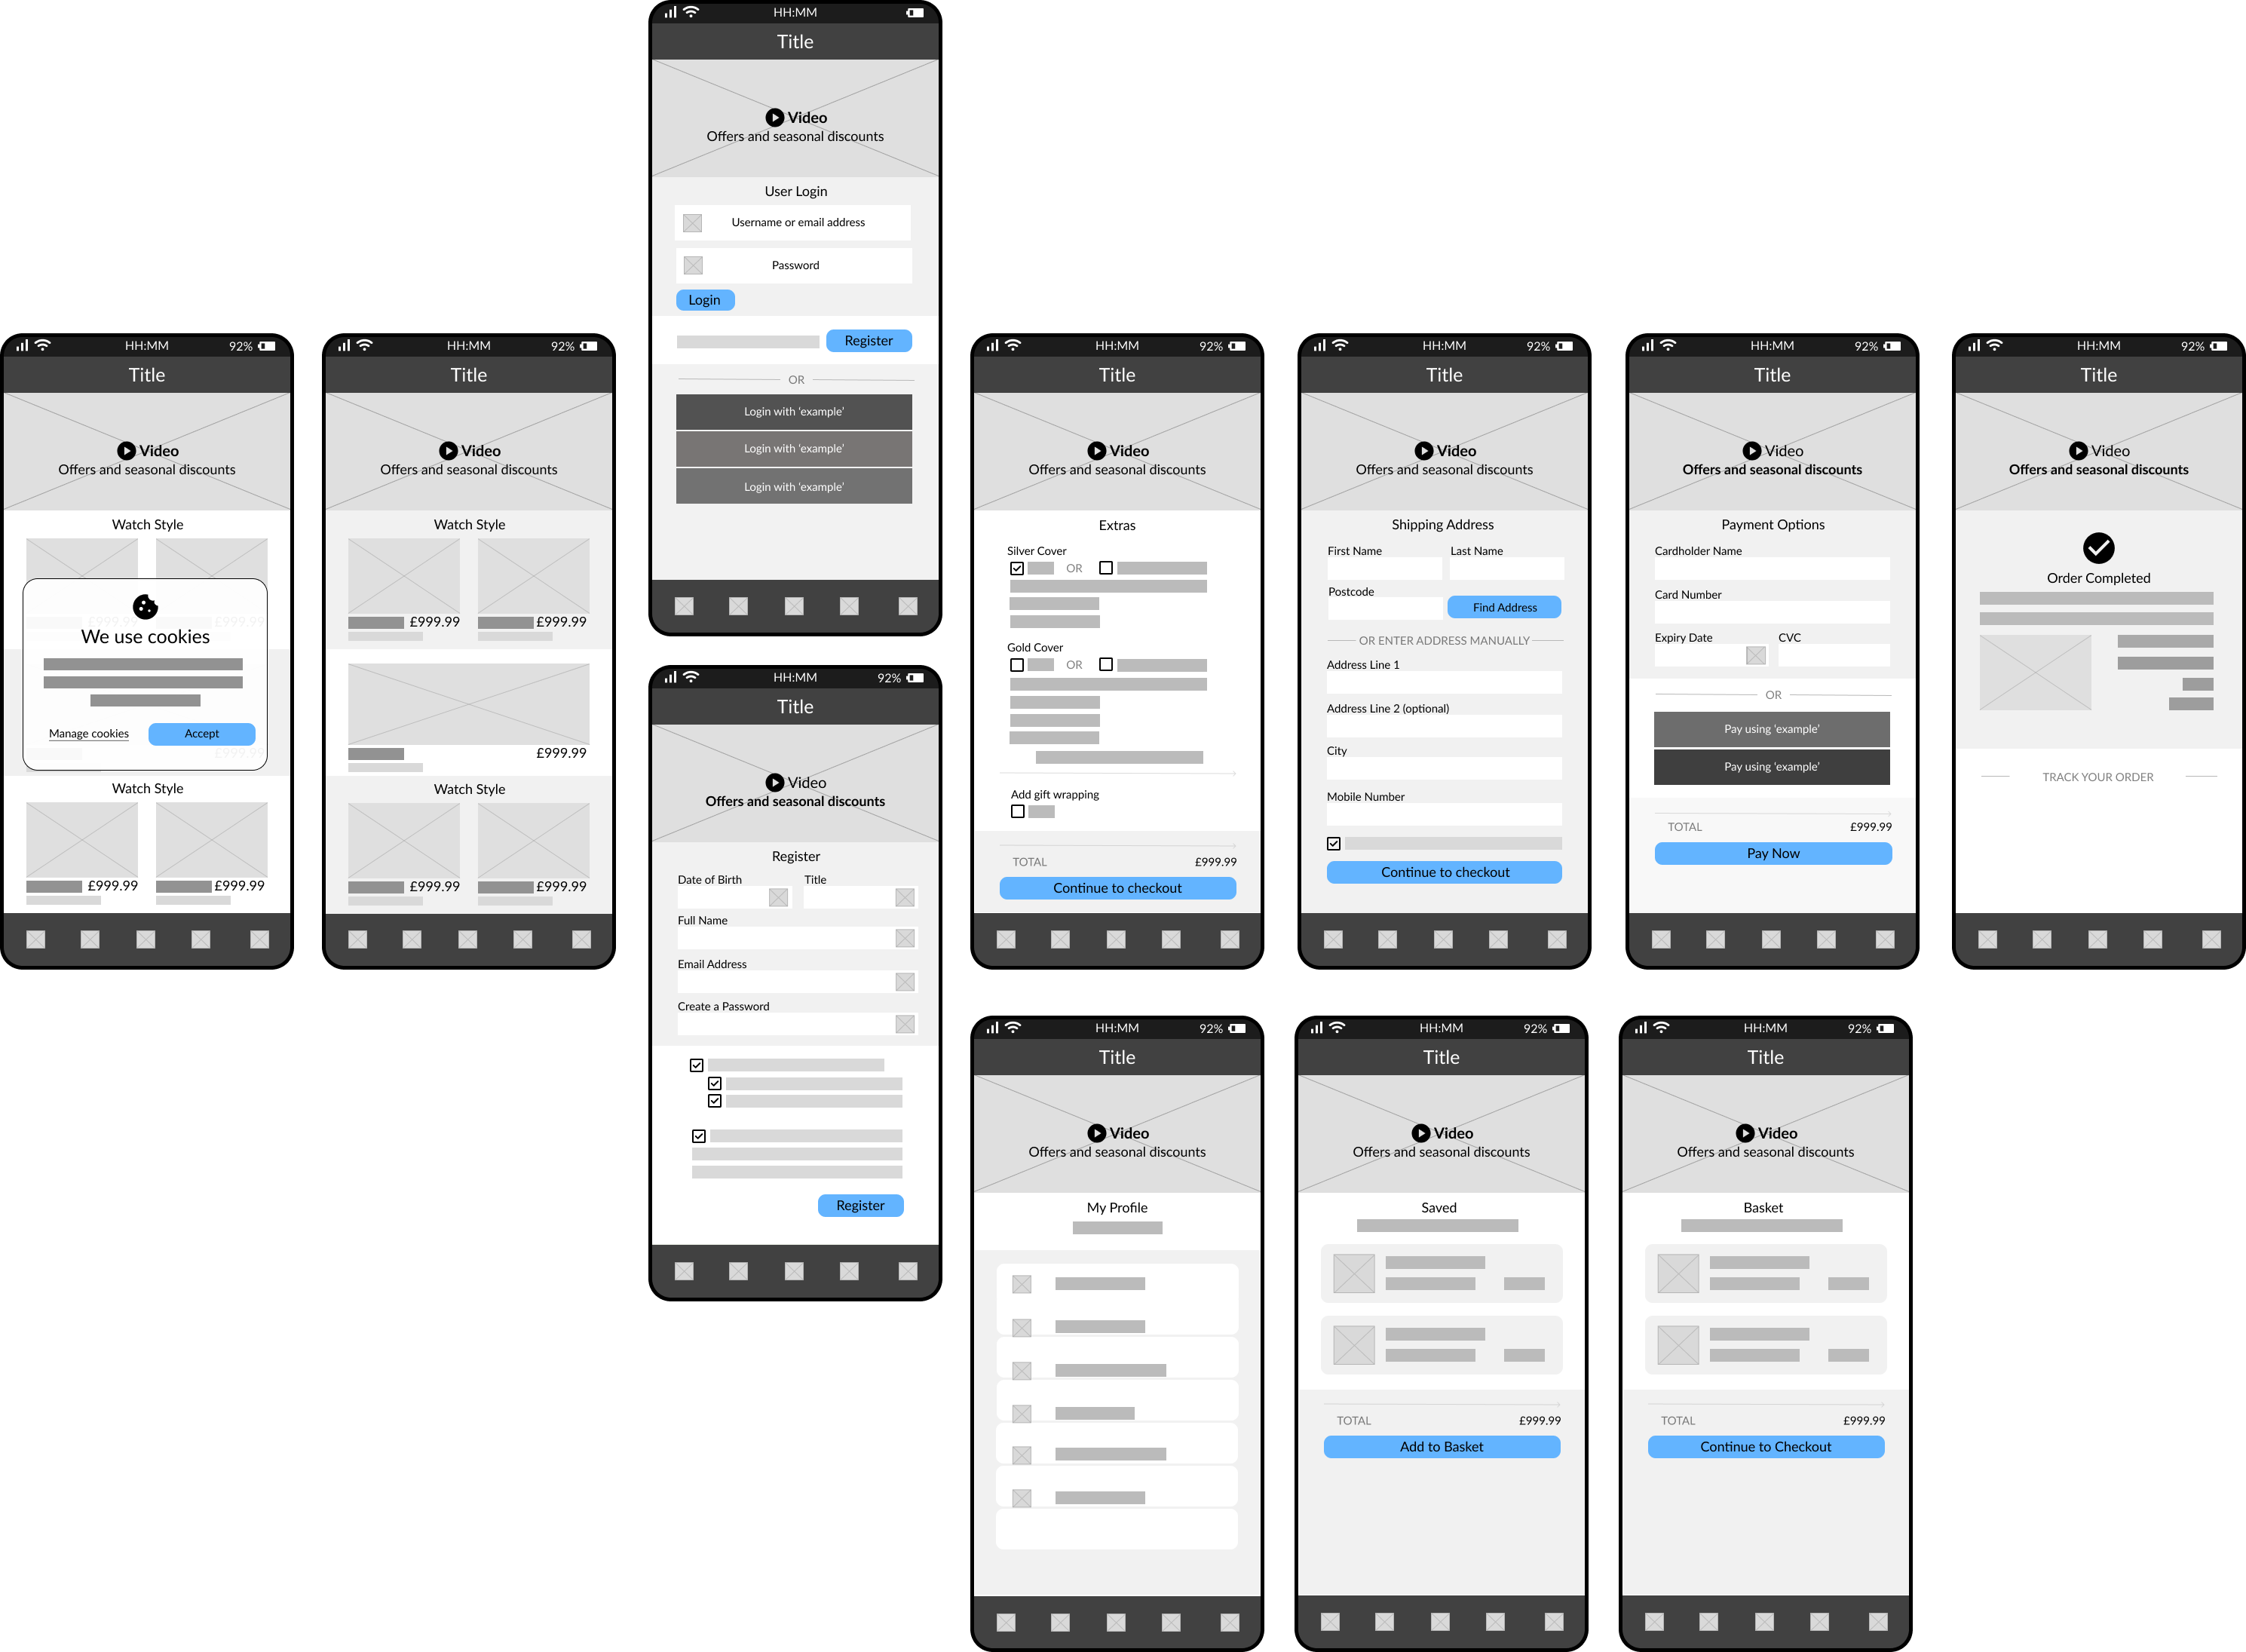 HH:MM
Title
Video
Offers and seasonal discounts
User Login
Username or email address
Password
Login
Register
OR
Login with 'example'
Login with 'example'
Login with 'example'
HH:MM 92%
Title
Video
Offers and seasonal discounts
Watch Style
£999.99 £999.99
We use cookies
Manage cookies Accept
£999.99
Watch Style
£999.99 £999.99
HH:MM 92%
Title
Video
Offers and seasonal discounts
Watch Style
£999.99 £999.99
£999.99
Watch Style
£999.99 £999.99
HH:MM 92%
Title
Video
Offers and seasonal discounts
Register
Date of Birth Title
Full Name
Email Address
Create a Password
Register
HH:MM 92%
Title
Video
Offers and seasonal discounts
Extras
Silver Cover
OR
Gold Cover
OR
Add gift wrapping
TOTAL £999.99
Continue to checkout
HH:MM 92%
Title
Video
Offers and seasonal discounts
Shipping Address
First Name Last Name
Postcode
Find Address
OR ENTER ADDRESS MANUALLY
Address Line 1
Address Line 2 (optional)
City
Mobile Number
Continue to checkout
HH:MM 92%
Title
Video
Offers and seasonal discounts
Payment Options
Cardholder Name
Card Number
Expiry Date CVC
OR
Pay using 'example'
Pay using 'example'
TOTAL £999.99
Pay Now
HH:MM 92%
Title
Video
Offers and seasonal discounts
Order Completed
TRACK YOUR ORDER
HH:MM 92%
Title
Video
Offers and seasonal discounts
My Profile
HH:MM 92%
Title
Video
Offers and seasonal discounts
Saved
TOTAL £999.99
Add to Basket
HH:MM 92%
Title
Video
Offers and seasonal discounts
Basket
TOTAL £999.99
Continue to Checkout